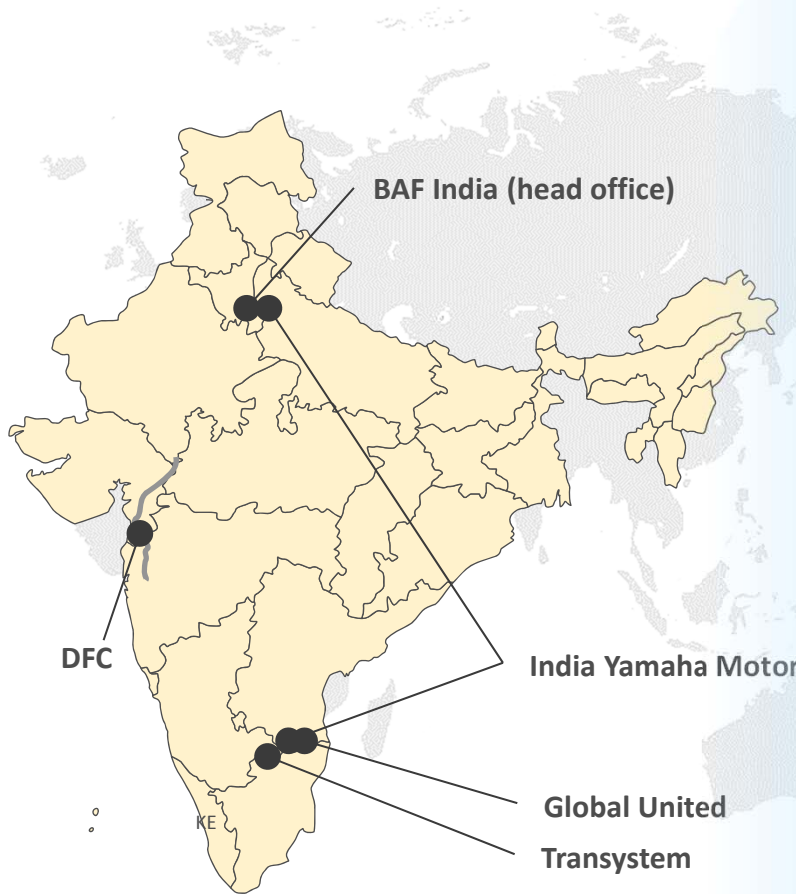 BAF India (head office)
DFC
India Yamaha Motor
Global United
KE
Transystem